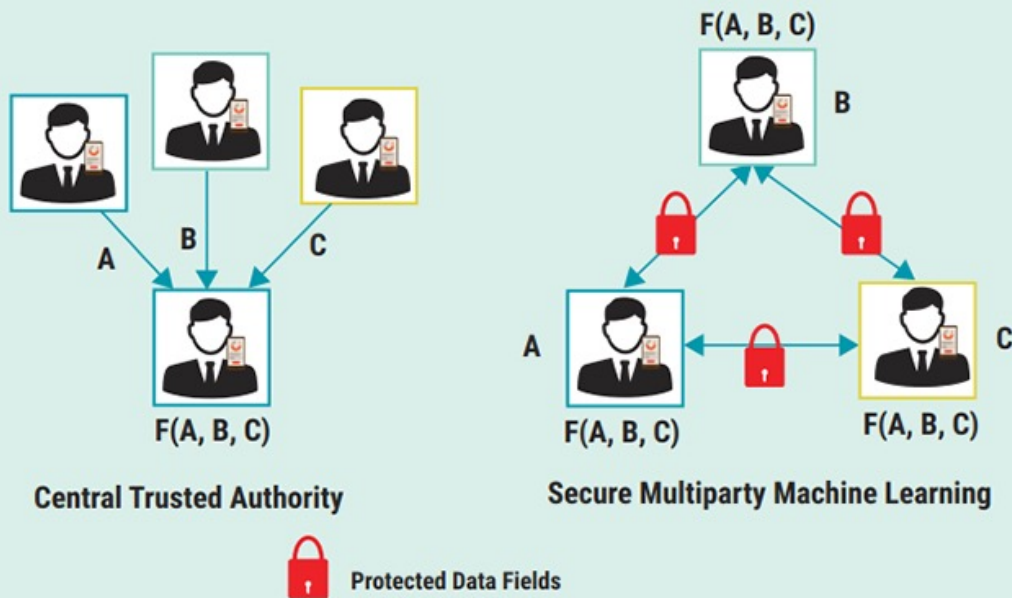 F(A, B, C)
B
A
B
C
A
C
F(A, B, C)
F(A, B, C)
F(A, B, C)
Central Trusted Authority
Secure Multiparty Machine Learning
Protected Data Fields